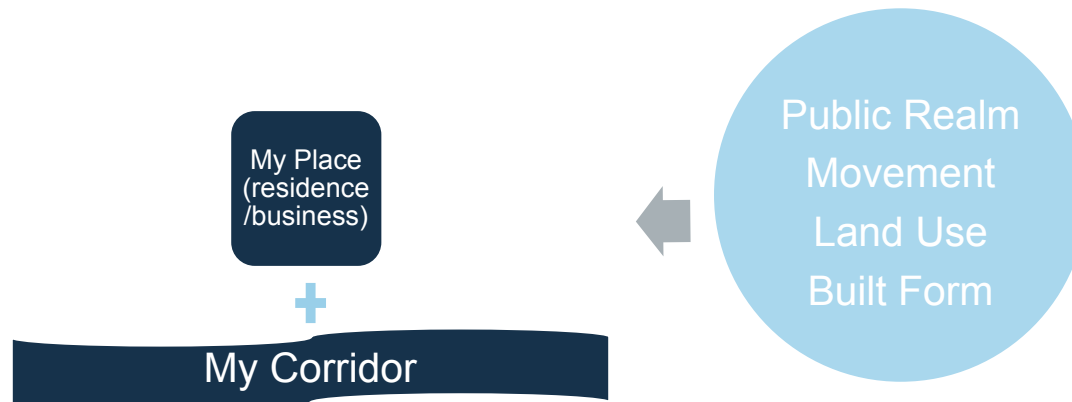 My Place
(residence
/business)
My Corridor
Public Realm
Movement
Land Use
Built Form